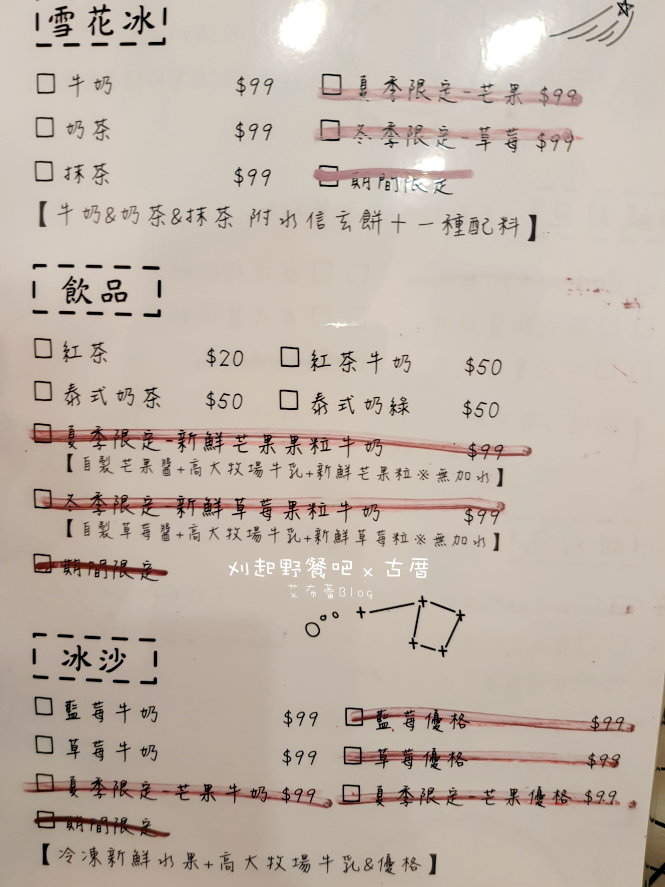 雪花冰
牛奶 $99 夏季限定-芒果 $99
奶茶 $99 冬季限定-草莓 $99
抹茶 $99 期間限定
【牛奶&奶茶&抹茶 附水信玄餅+一種配料】
飲品
紅茶 $20 紅茶牛奶 $50
泰式奶茶 $50 泰式奶綠 $50
夏季限定-新鮮芒果果粒牛奶 $99
【自製芒果醬+高大牧場牛乳+新鮮芒果粒※無加水】
冬季限定-新鮮草莓果粒牛奶 $99
【自製草莓醬+高大牧場牛乳+新鮮草莓粒※無加水】
期間限定
刈起野餐吧 x 古厝
艾布蕾Blog
冰沙
藍莓牛奶 $99 藍莓優格 $99
草莓牛奶 $99 草莓優格 $99
夏季限定-芒果牛奶 $99 夏季限定-芒果優格 $99
期間限定
【冷凍新鮮水果+高大牧場牛乳&優格】